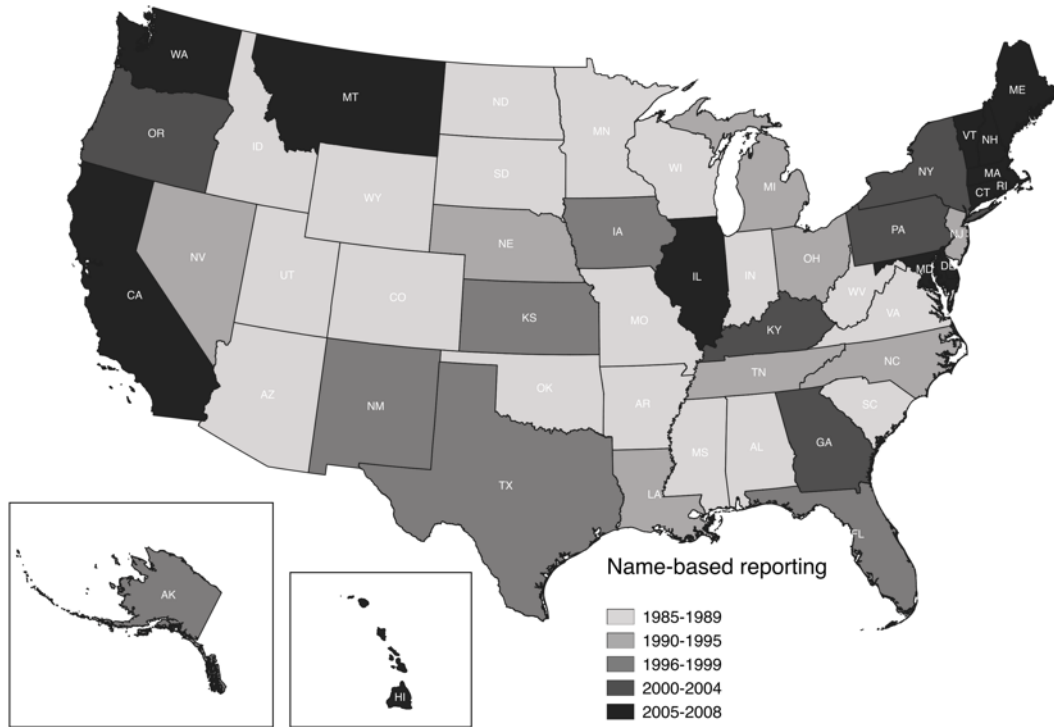 WA
MT
ND
MN
ME
OR
ID
SD
WI
MI
NY
VT
NH
MA
CT
RI
WY
NE
IA
PA
NJ
NV
UT
CO
IL
IN
OH
MD
DE
WV
VA
CA
KS
MO
KY
AZ
NM
OK
AR
TN
NC
SC
TX
LA
MS
AL
GA
FL
AK
HI
Name-based reporting
1985-1989
1990-1995
1996-1999
2000-2004
2005-2008